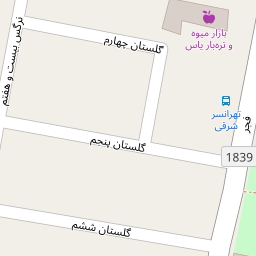 بازار میوه
و تره‌بار یاس
گلستان چهارم
نرگس بیست و هفتم
تهرانسر
شرقی
فجر
گلستان پنجم
1839
گلستان ششم